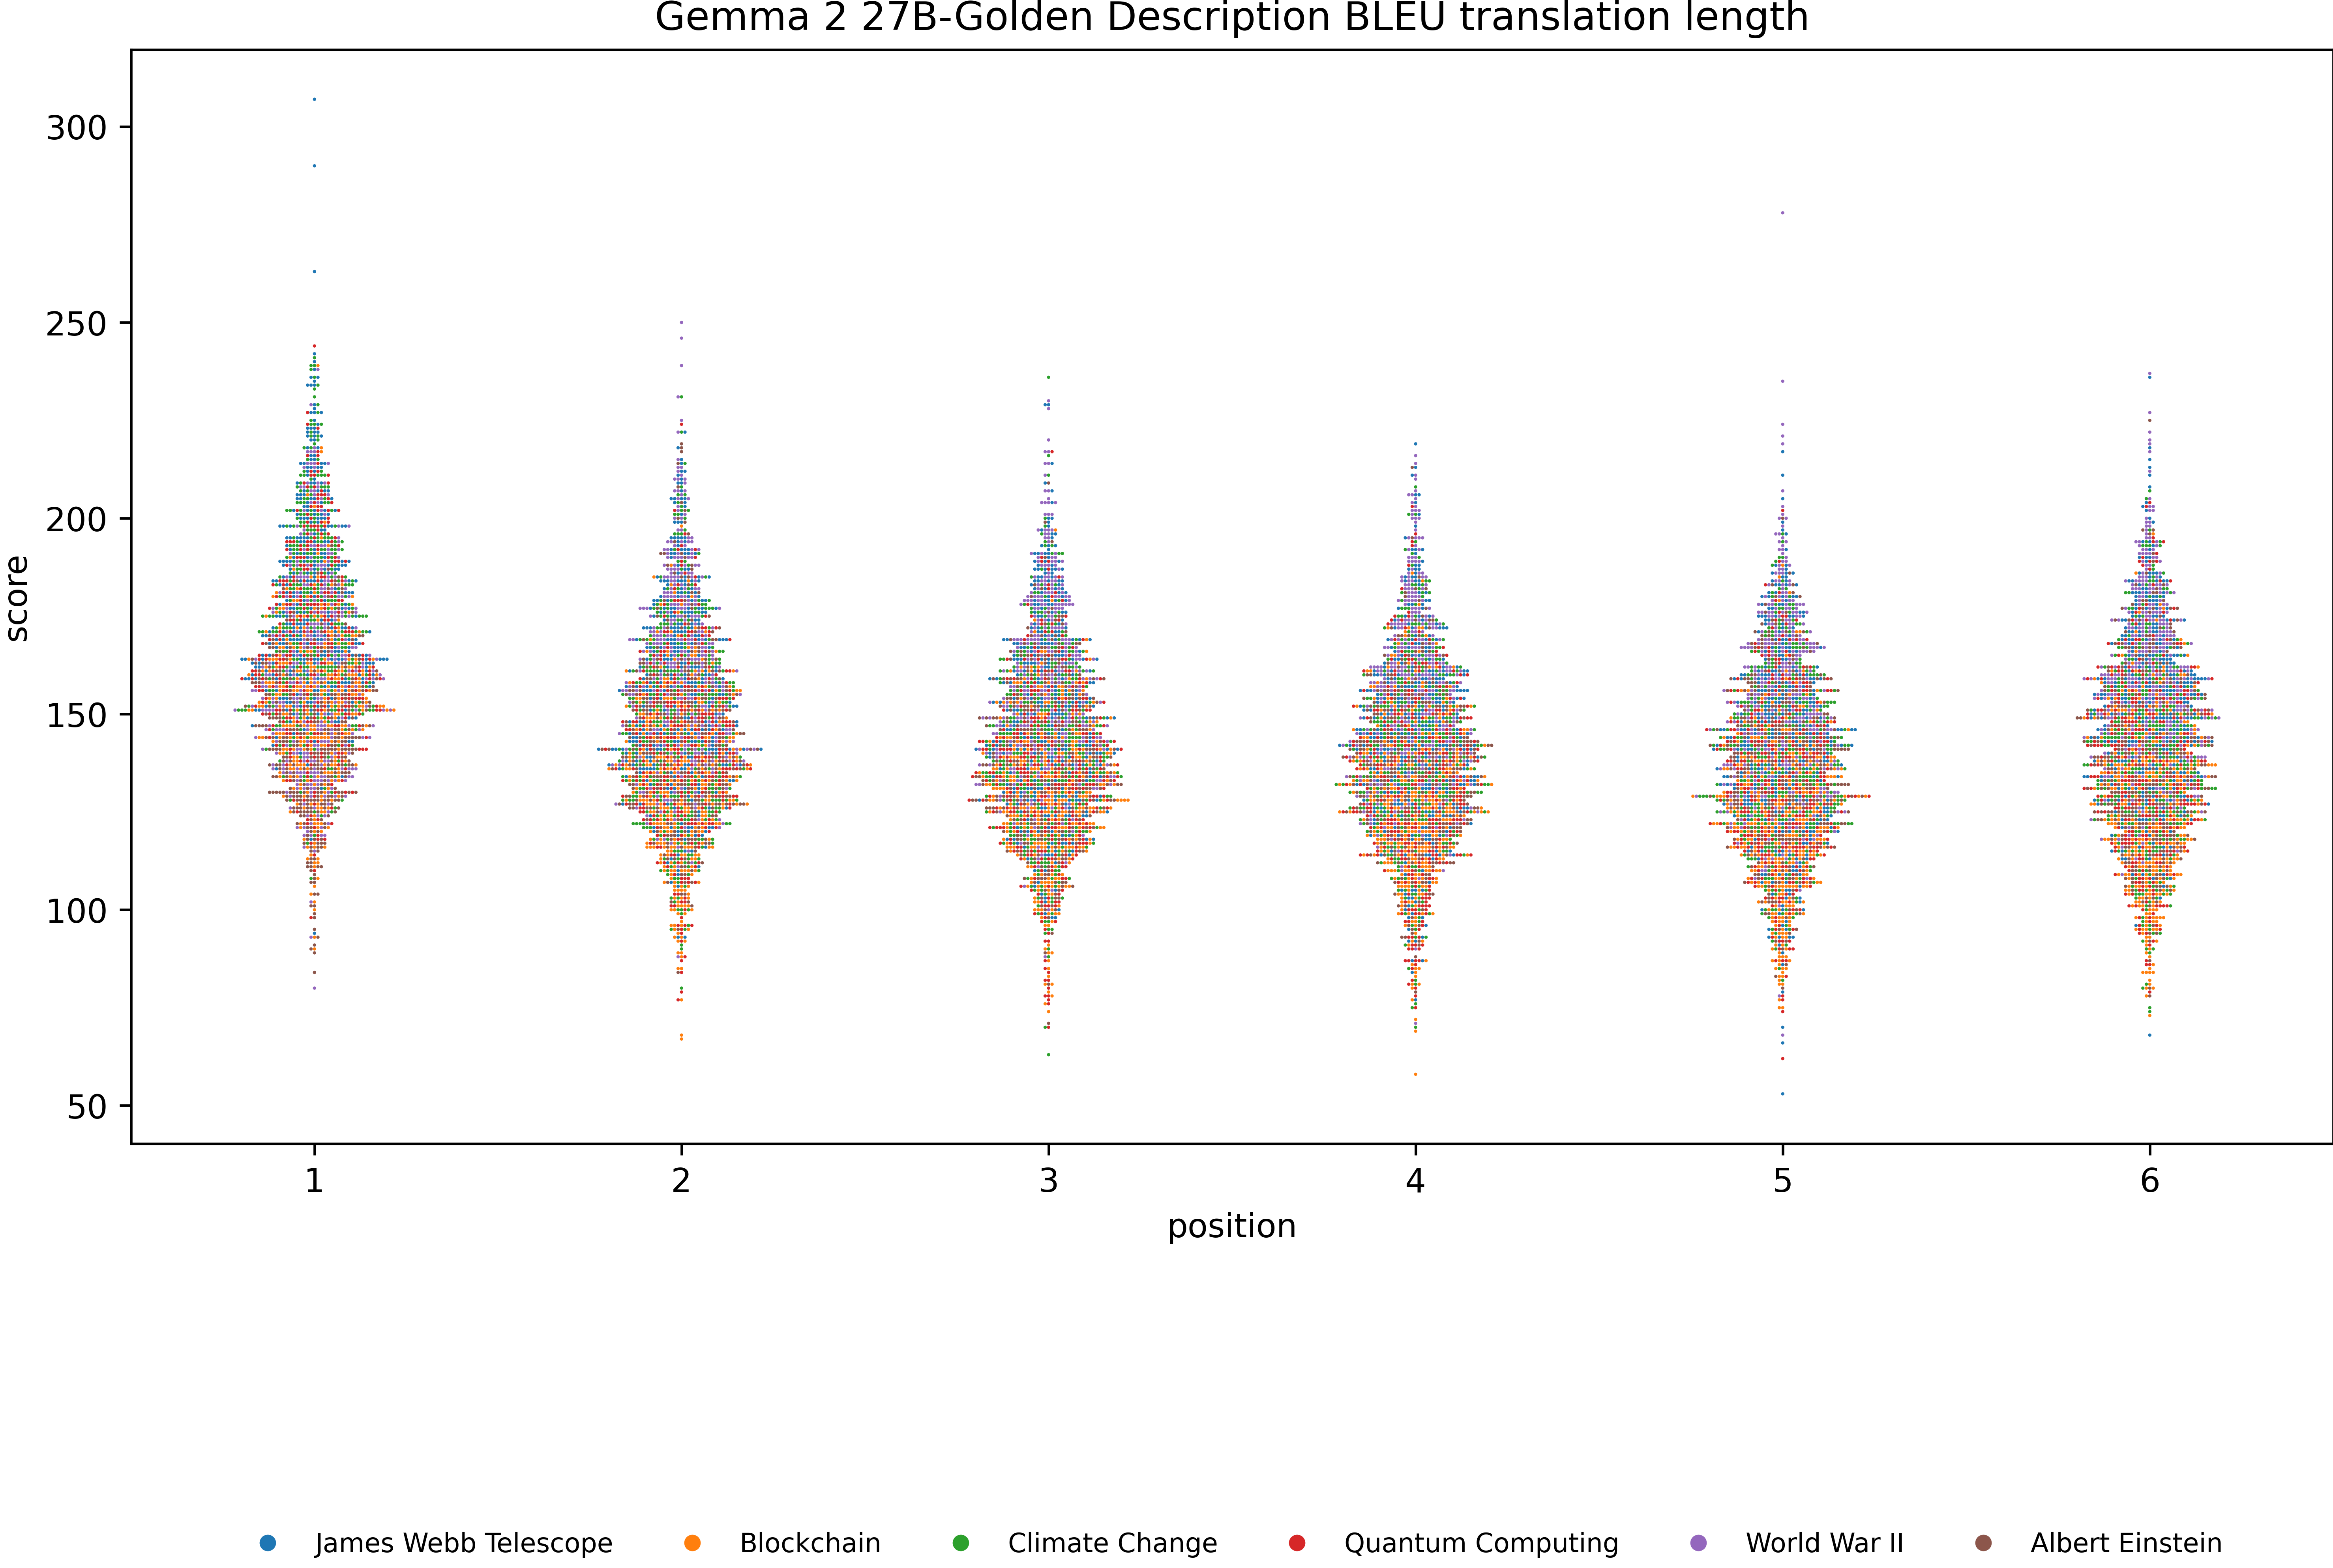 Gemma 2 27B-Golden Description BLEU translation length
score
300
250
200
150
100
50
1 2 3 4 5 6
position
James Webb Telescope Blockchain Climate Change Quantum Computing World War II Albert Einstein